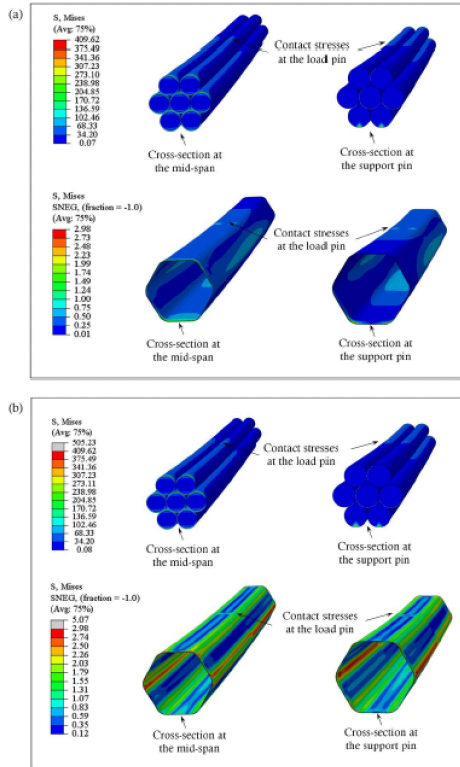 (a)
S, Mises
(Avg: 75%)
409.62
375.49
341.36
307.23
273.10
238.98
204.85
170.72
136.59
102.46
68.33
34.20
0.07
Contact stresses
at the load pin
Cross-section at
the mid-span
Cross-section at
the support pin
S, Mises
SNEG, (fraction = -1.0)
(Avg: 75%)
2.98
2.73
2.48
2.23
1.99
1.74
1.49
1.24
1.00
0.75
0.50
0.25
0.01
Contact stresses
at the load pin
Cross-section at
the mid-span
Cross-section at
the support pin
(b)
S, Mises
(Avg: 75%)
505.23
409.62
375.49
341.36
307.23
273.11
238.98
204.85
170.72
136.59
102.46
68.33
34.20
0.08
Contact stresses
at the load pin
Cross-section at
the mid-span
Cross-section at
the support pin
S, Mises
SNEG, (fraction = -1.0)
(Avg: 75%)
5.07
2.98
2.74
2.50
2.26
2.03
1.79
1.55
1.31
1.07
0.83
0.59
0.35
0.12
Contact stresses
at the load pin
Cross-section at
the mid-span
Cross-section at
the support pin